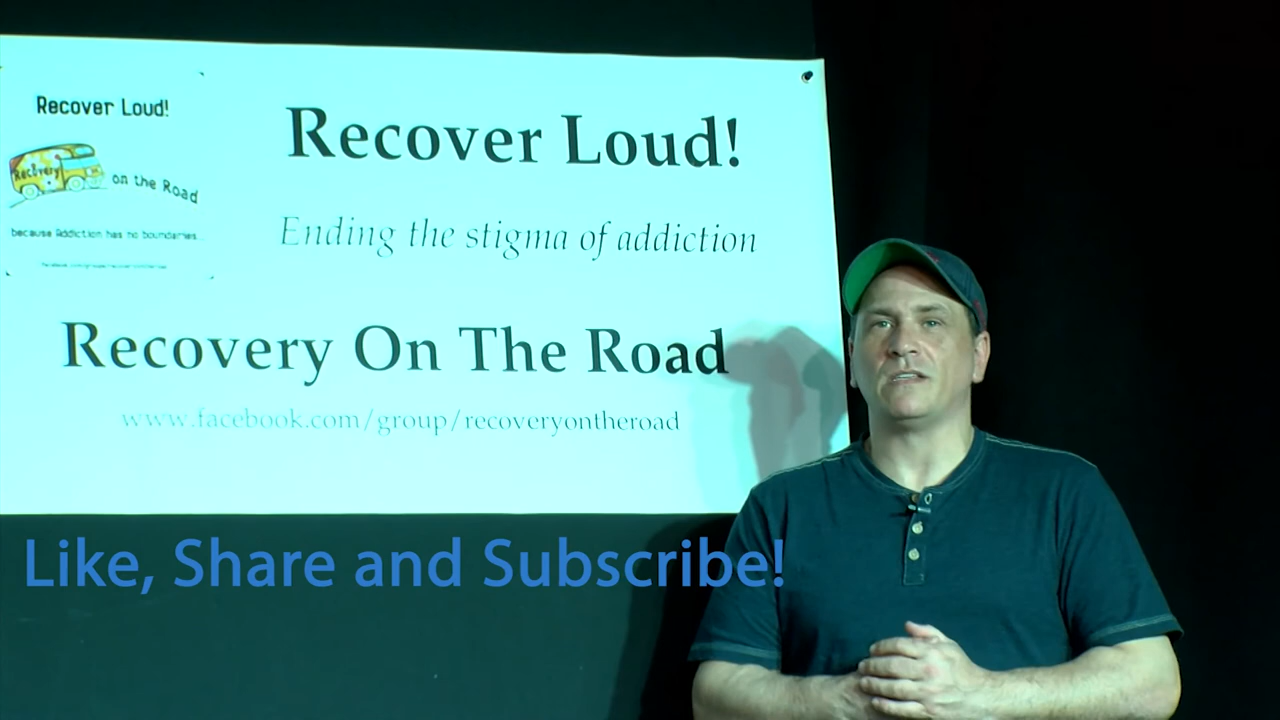 Recover Loud!
Recovery
on the Road
because Addiction has no boundaries...
Recover Loud!
Ending the stigma of addiction
Recovery On The Road
www.facebook.com/group/recoveryontheroad
Like, Share and Subscribe!